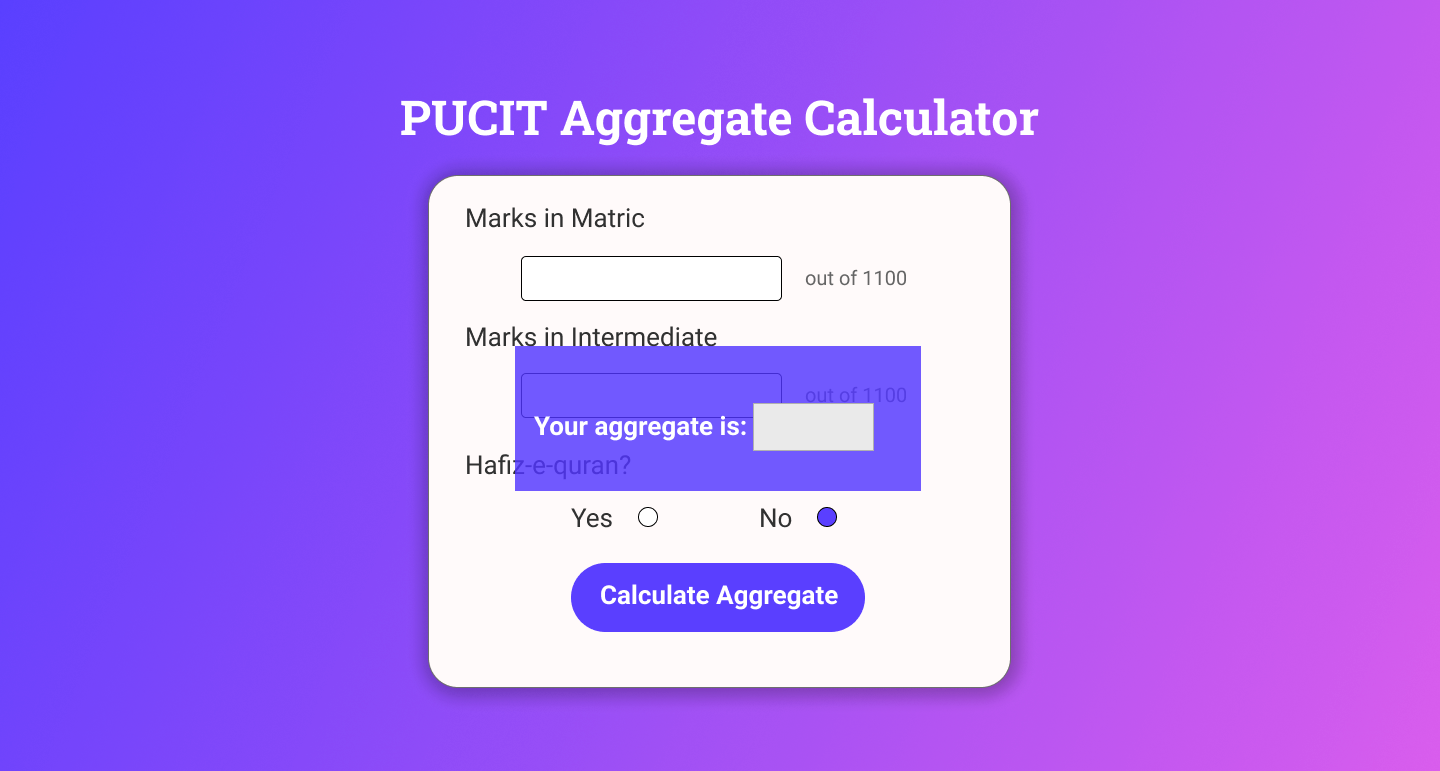 PUCIT Aggregate Calculator
Marks in Matric
out of 1100
Marks in Intermediate
out of 1100
Your aggregate is:
Hafiz-e-quran?
Yes No
Calculate Aggregate